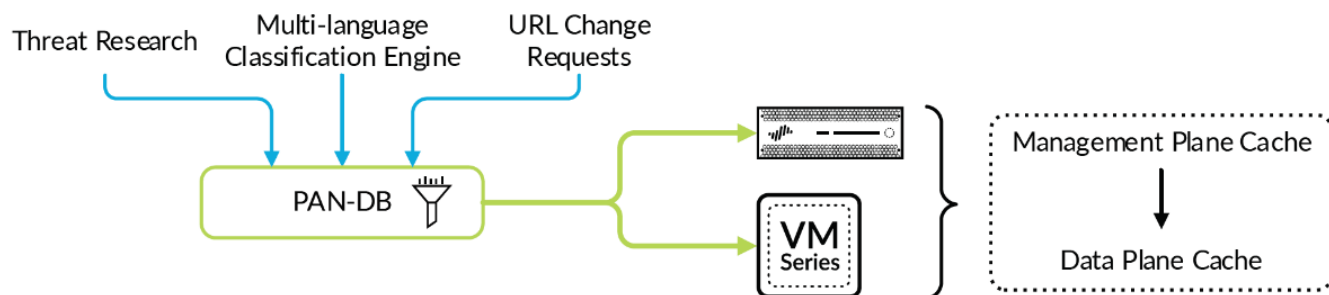 Threat Research
Multi-language
Classification Engine
URL Change
Requests
PAN-DB
VM
Series
Management Plane Cache
Data Plane Cache